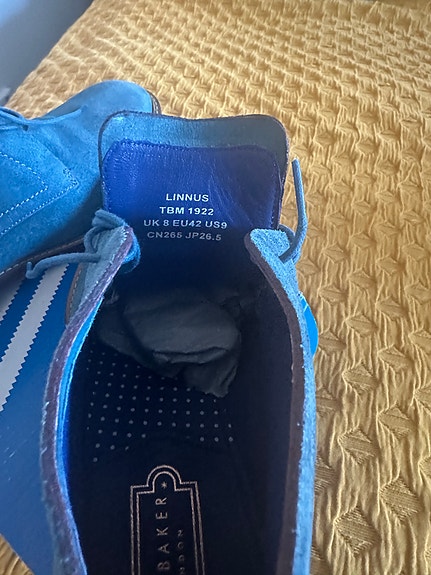 LINNUS
TBM 1922
UK 8 EU42 US9
CN265 JP26.5
BAKER